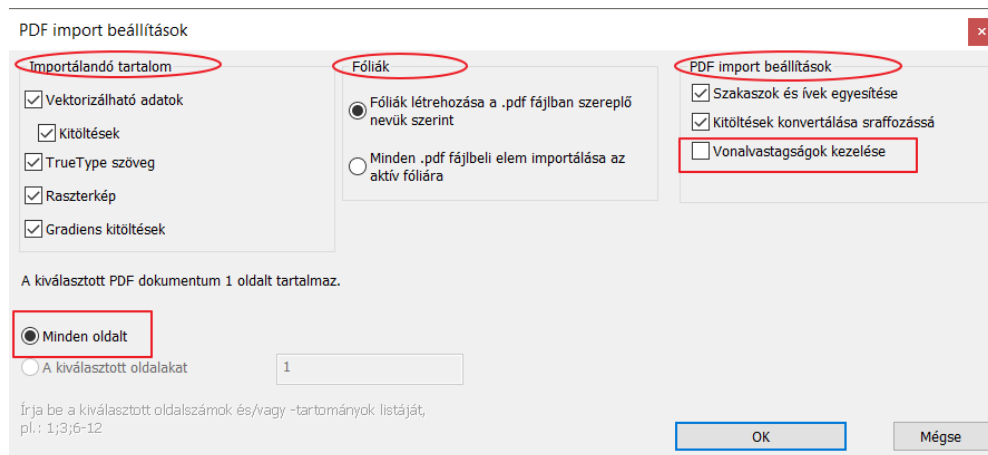 PDF import beállítások
Importálandó tartalom
Vektorizálható adatok
Kitöltések
TrueType szöveg
Raszterkép
Gradiens kitöltések
Fóliák
Fóliák létrehozása a .pdf fájlban szereplő
nevük szerint
Minden .pdf fájlbeli elem importálása az
aktív fóliára
PDF import beállítások
Szakaszok és ívek egyesítése
Kitöltések konvertálása sraffozássá
Vonalvastagságok kezelése
A kiválasztott PDF dokumentum 1 oldalt tartalmaz.
Minden oldalt
A kiválasztott oldalakat
1
Írja be a kiválasztott oldalszámok és/vagy -tartományok listáját,
pl.: 1;3;6-12
OK
Mégse